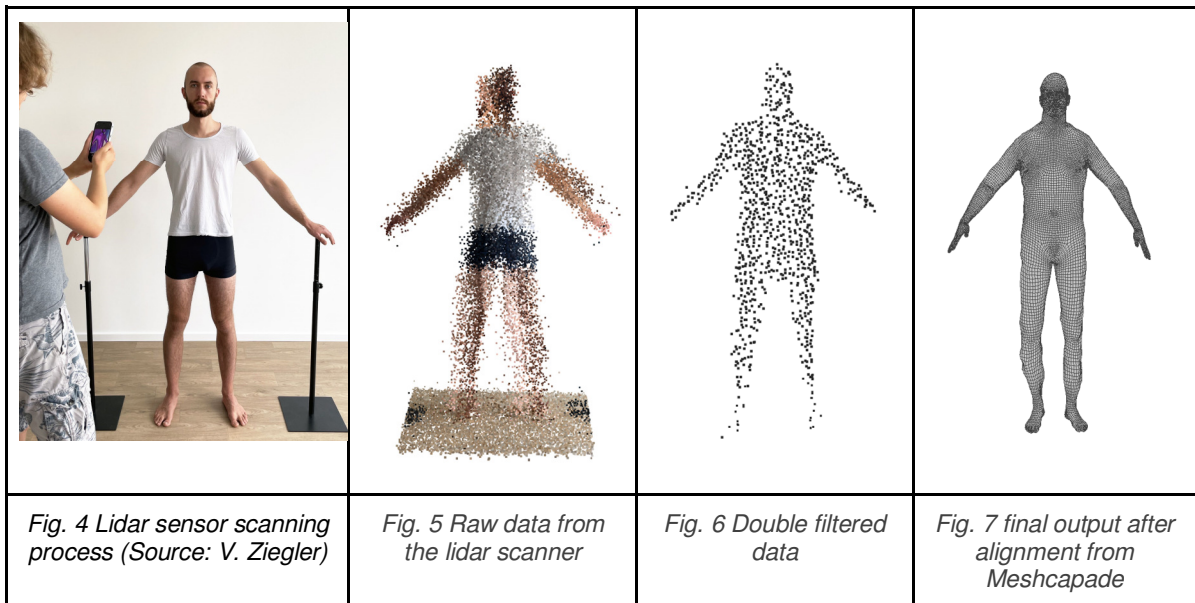 Fig. 4 Lidar sensor scanning
process (Source: V. Ziegler)
Fig. 5 Raw data from
the lidar scanner
Fig. 6 Double filtered
data
Fig. 7 final output after
alignment from
Meshcapade